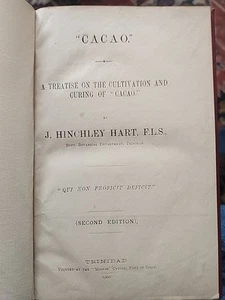 "CACAO."
A TREATISE ON THE CULTIVATION AND
CURING OF "CACAO."
BY
J. HINCHLEY HART, F.L.S.
"QUI NON PROFICIT DEFICIT."
(SECOND EDITION),
TRINIDAD